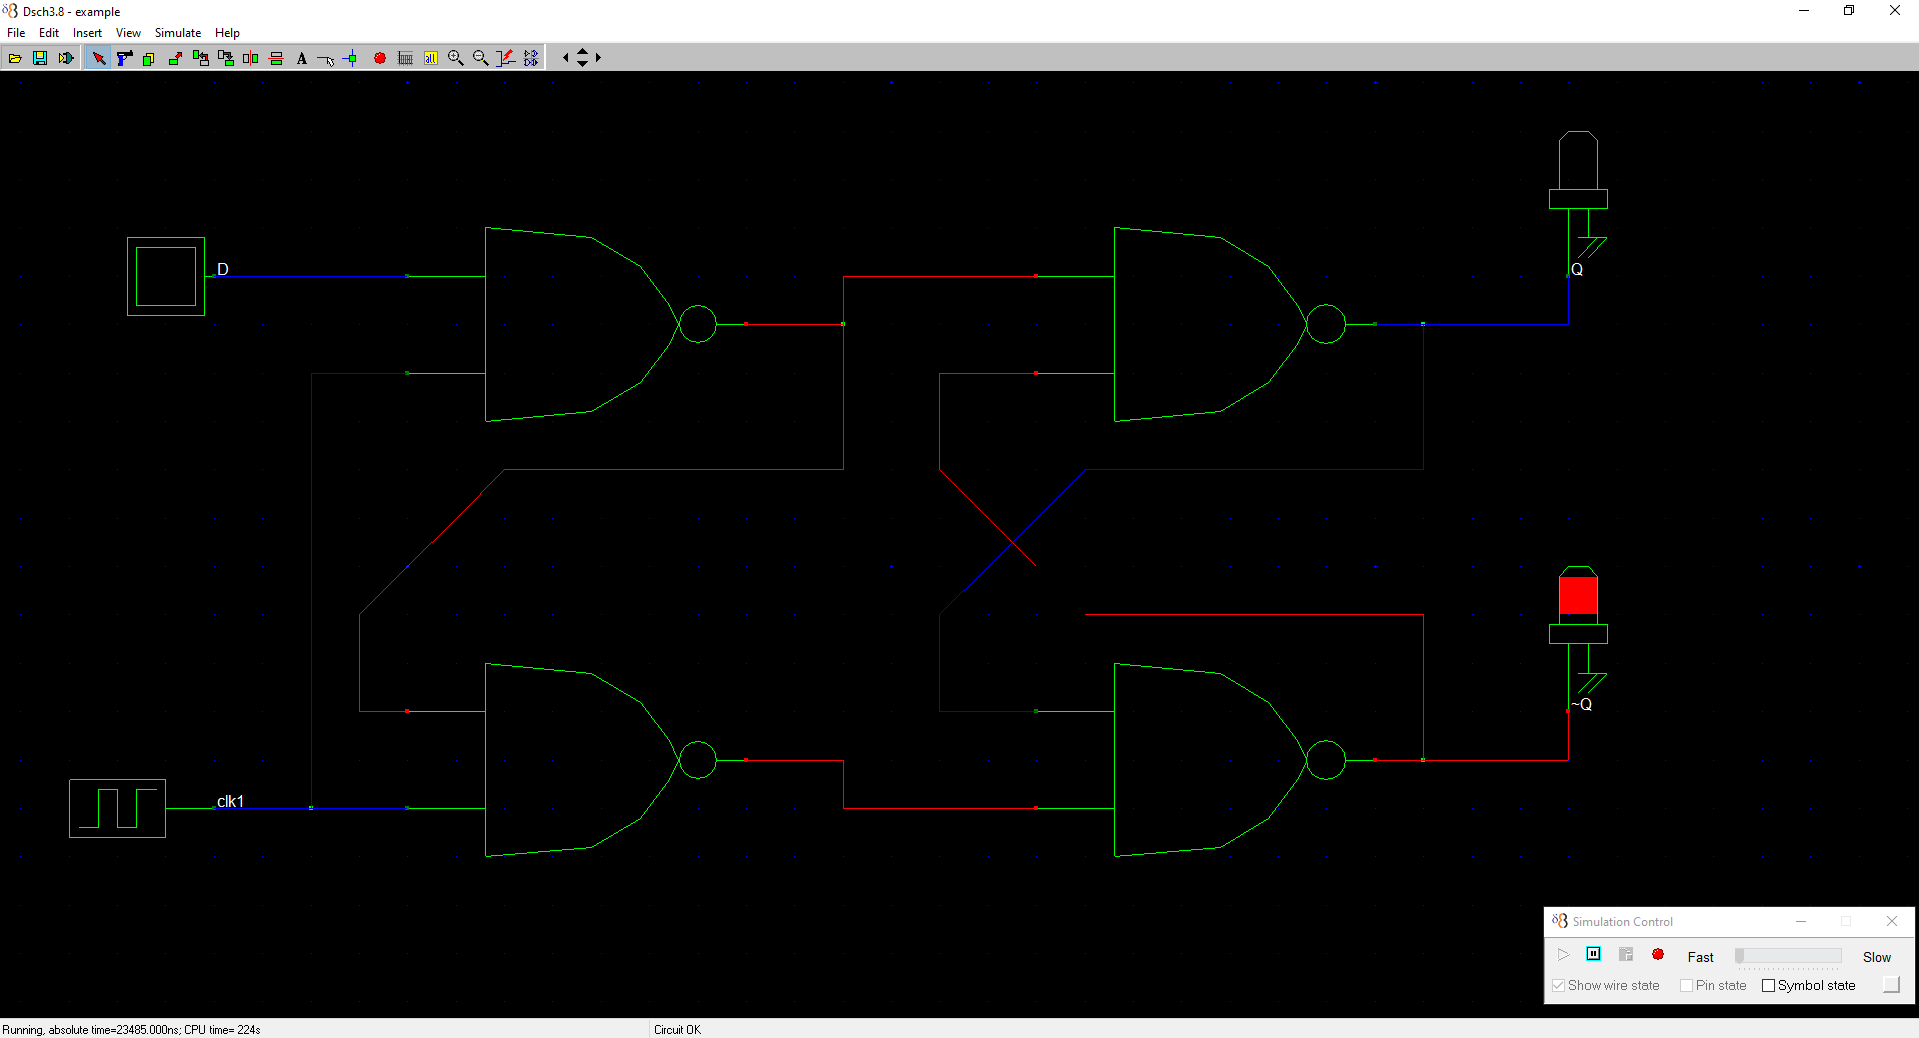 Dsch3.8 - example
File Edit Insert View Simulate Help
A
all
Q
D
~Q
clk1
Simulation Control
Fast Slow
Show wire state Pin state Symbol state
Running, absolute time=23485.000ns; CPU time= 224s Circuit OK